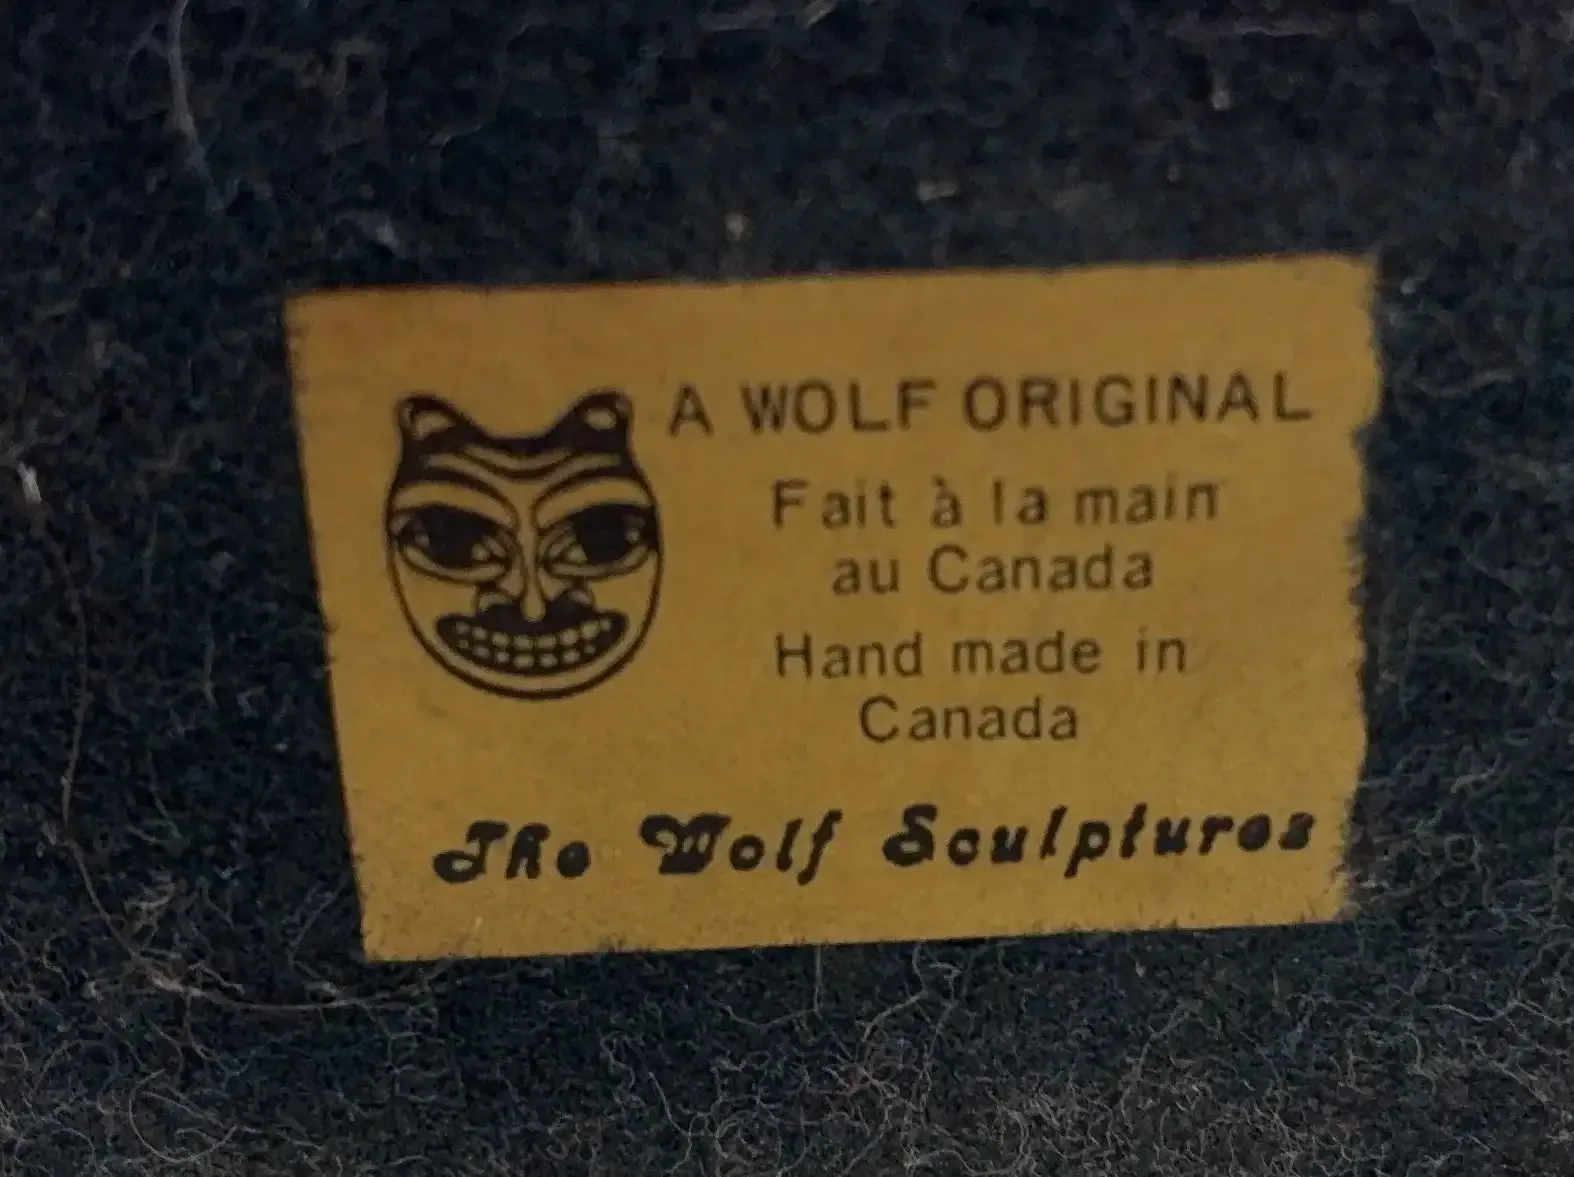 A WOLF ORIGINAL
Fait à la main
au Canada
Hand made in
Canada
The Wolf Sculptures